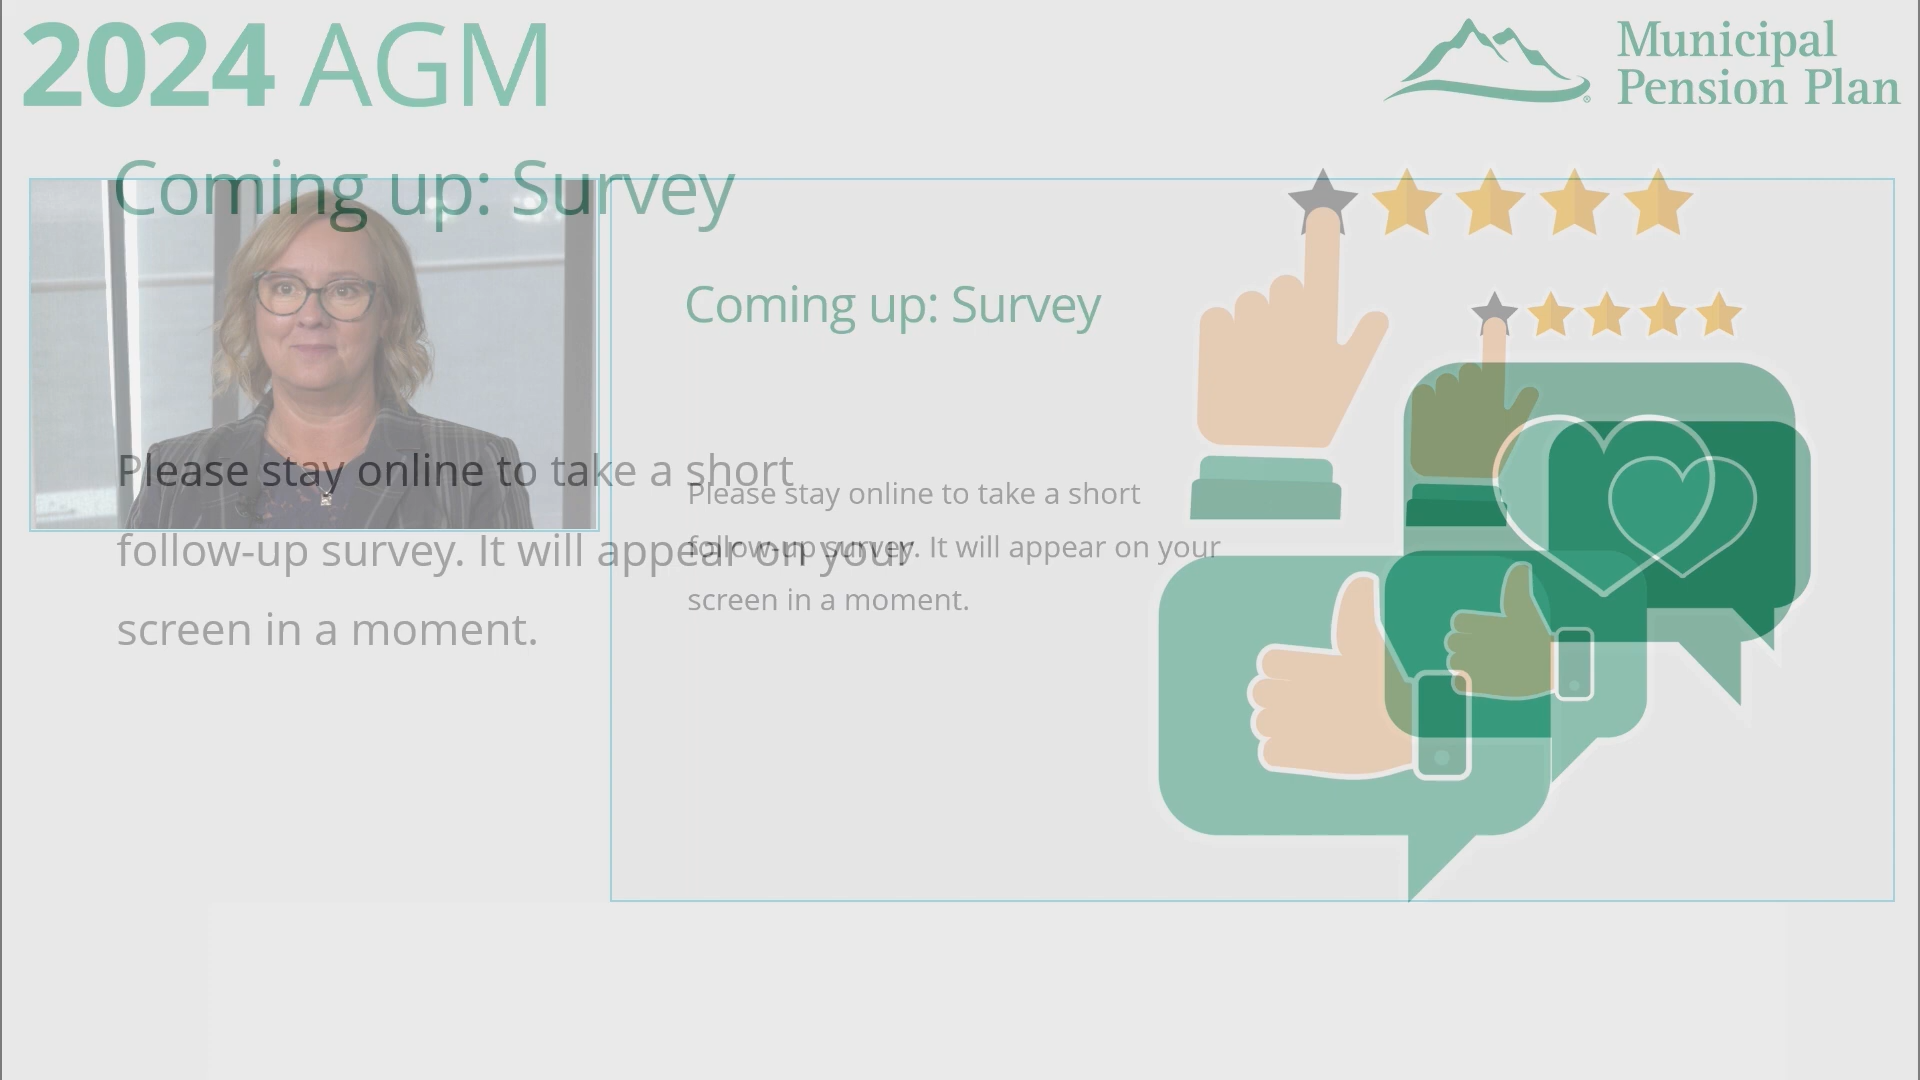 2024 AGM
Municipal
Pension Plan
Coming up: Survey
Please stay online to take a short
follow-up survey. It will appear on your
screen in a moment.
Coming up: Survey
Please stay online to take a short
follow-up survey. It will appear on your
screen in a moment.